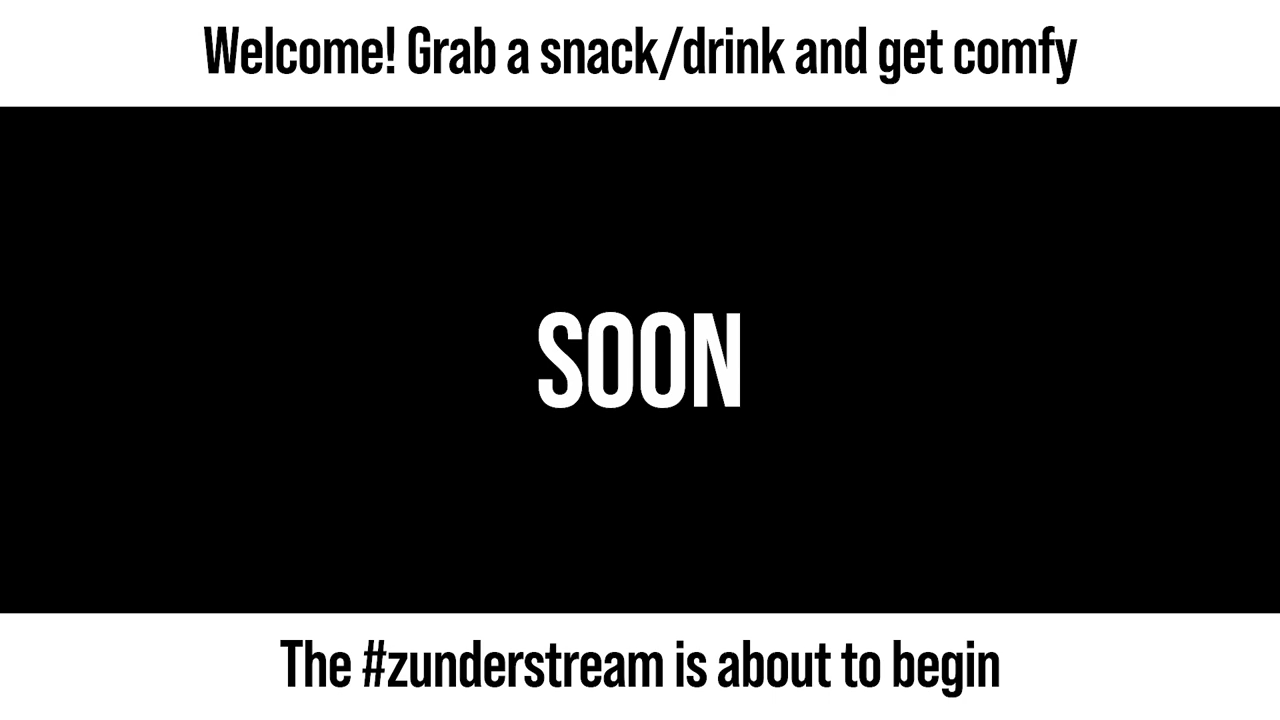 Welcome! Grab a snack/drink and get comfy
SOON
The #zunderstream is about to begin